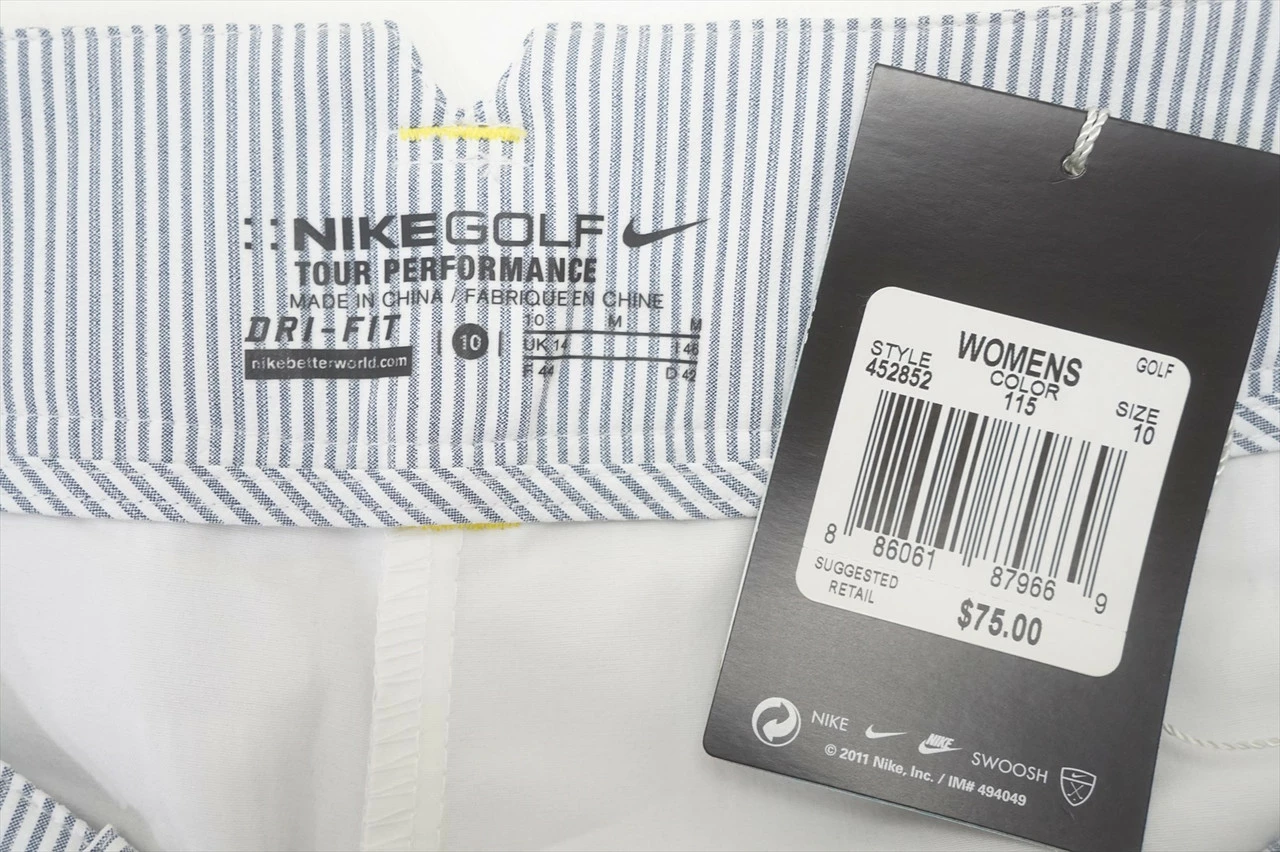 NIKEGOLF
TOUR PERFORMANCE
MADE IN CHINA / FABRIQUE EN CHINE
DRI-FIT
nikebetterworld.com
10
10 M M
UK 14 I 46
F 44 D 42
WOMENS GOLF
STYLE 452852
COLOR 115
SIZE 10
8 86061 87966 9
SUGGESTED RETAIL
$75.00
NIKE NIKE SWOOSH
© 2011 Nike, Inc. / IM# 494049